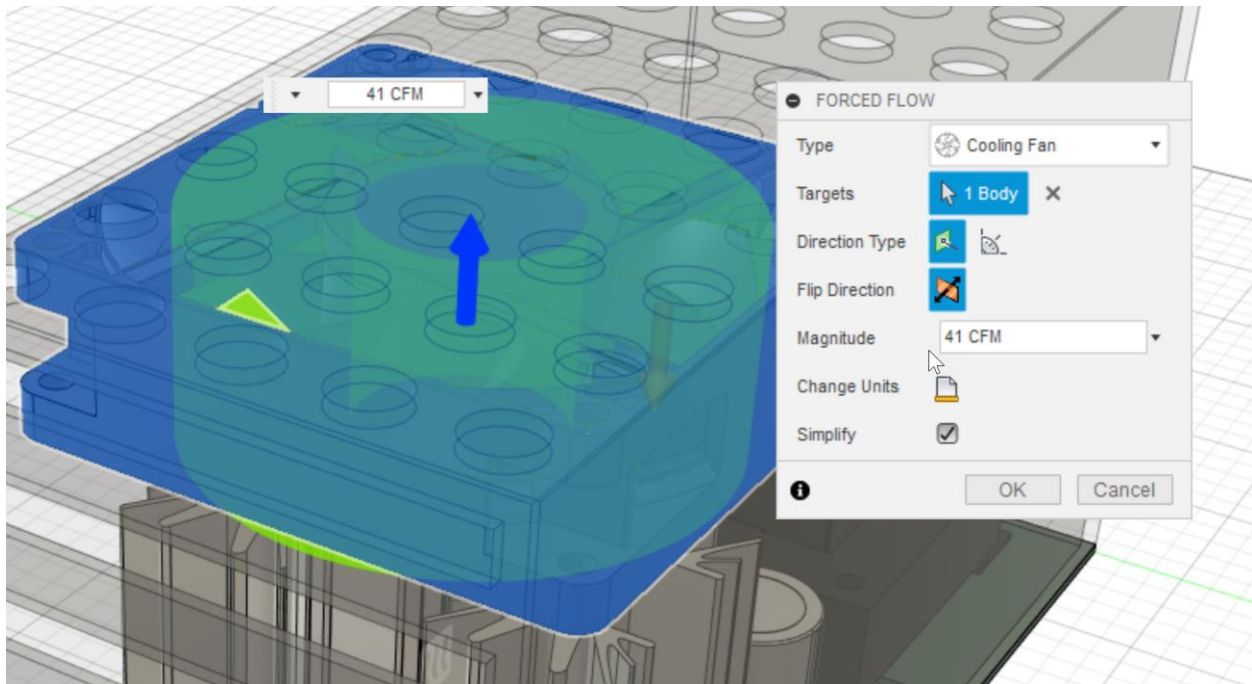 41 CFM
FORCED FLOW
Type Cooling Fan
Targets 1 Body
Direction Type
Flip Direction
Magnitude 41 CFM
Change Units
Simplify
OK Cancel